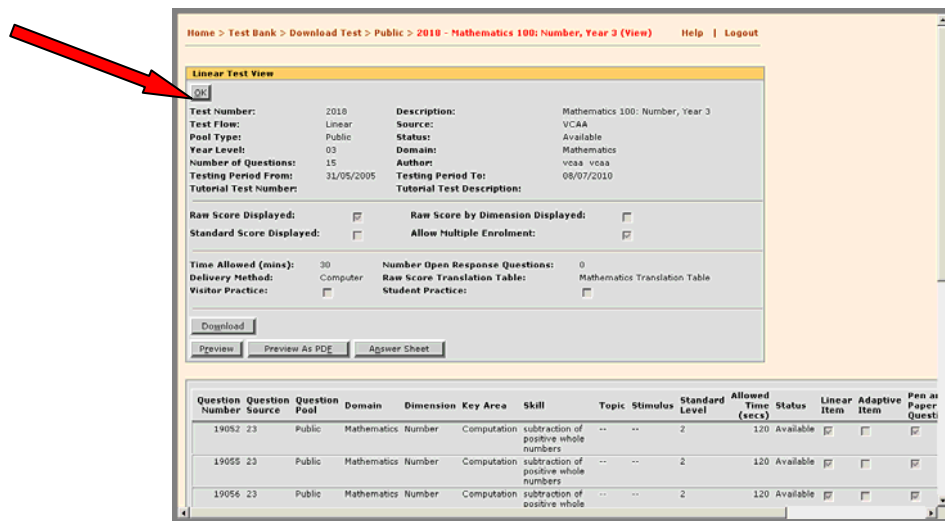 Home > Test Bank > Download Test > Public > 2018 - Mathematics 100: Number, Year 3 (View) Help | Logout
Linear Test View
OK
Test Number: 2018 Description: Mathematics 100: Number, Year 3
Test Flow: Linear Source: VCAA
Pool Type: Public Status: Available
Year Level: 03 Domain: Mathematics
Number of Questions: 15 Author: vcaa vcaa
Testing Period From: 31/05/2005 Testing Period To: 08/07/2010
Tutorial Test Number: Tutorial Test Description:
Raw Score Displayed: Raw Score by Dimension Displayed:
Standard Score Displayed: Allow Multiple Enrolment:
Time Allowed (mins): 30 Number Open Response Questions: 0
Delivery Method: Computer Raw Score Translation Table: Mathematics Translation Table
Visitor Practice: Student Practice:
Download
Preview Preview As PDF Answer Sheet
Allowed Pen a
Question Question Question Domain Dimension Key Area Skill Topic Stimulus Standard Time Status Linear Adaptive Paper
Number Source Pool Level (secs) Item Item Questi
19052 23 Public Mathematics Number Computation subtraction of -- -- 2 120 Available
positive whole
numbers
19055 23 Public Mathematics Number Computation subtraction of -- -- 2 120 Available
positive whole
numbers
19056 23 Public Mathematics Number Computation subtraction of -- -- 2 120 Available
positive whole